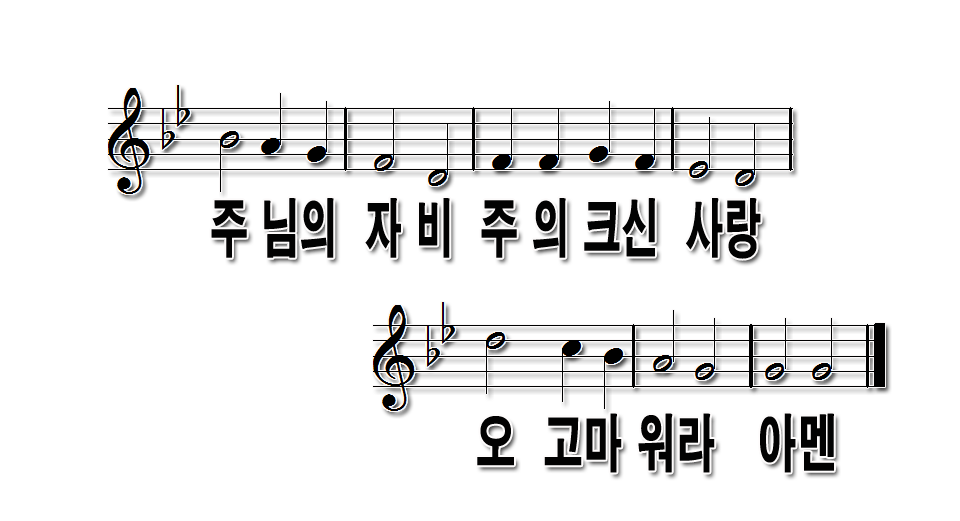 주 님의 자 비 주 의 크신 사랑
오 고마 워라 아멘